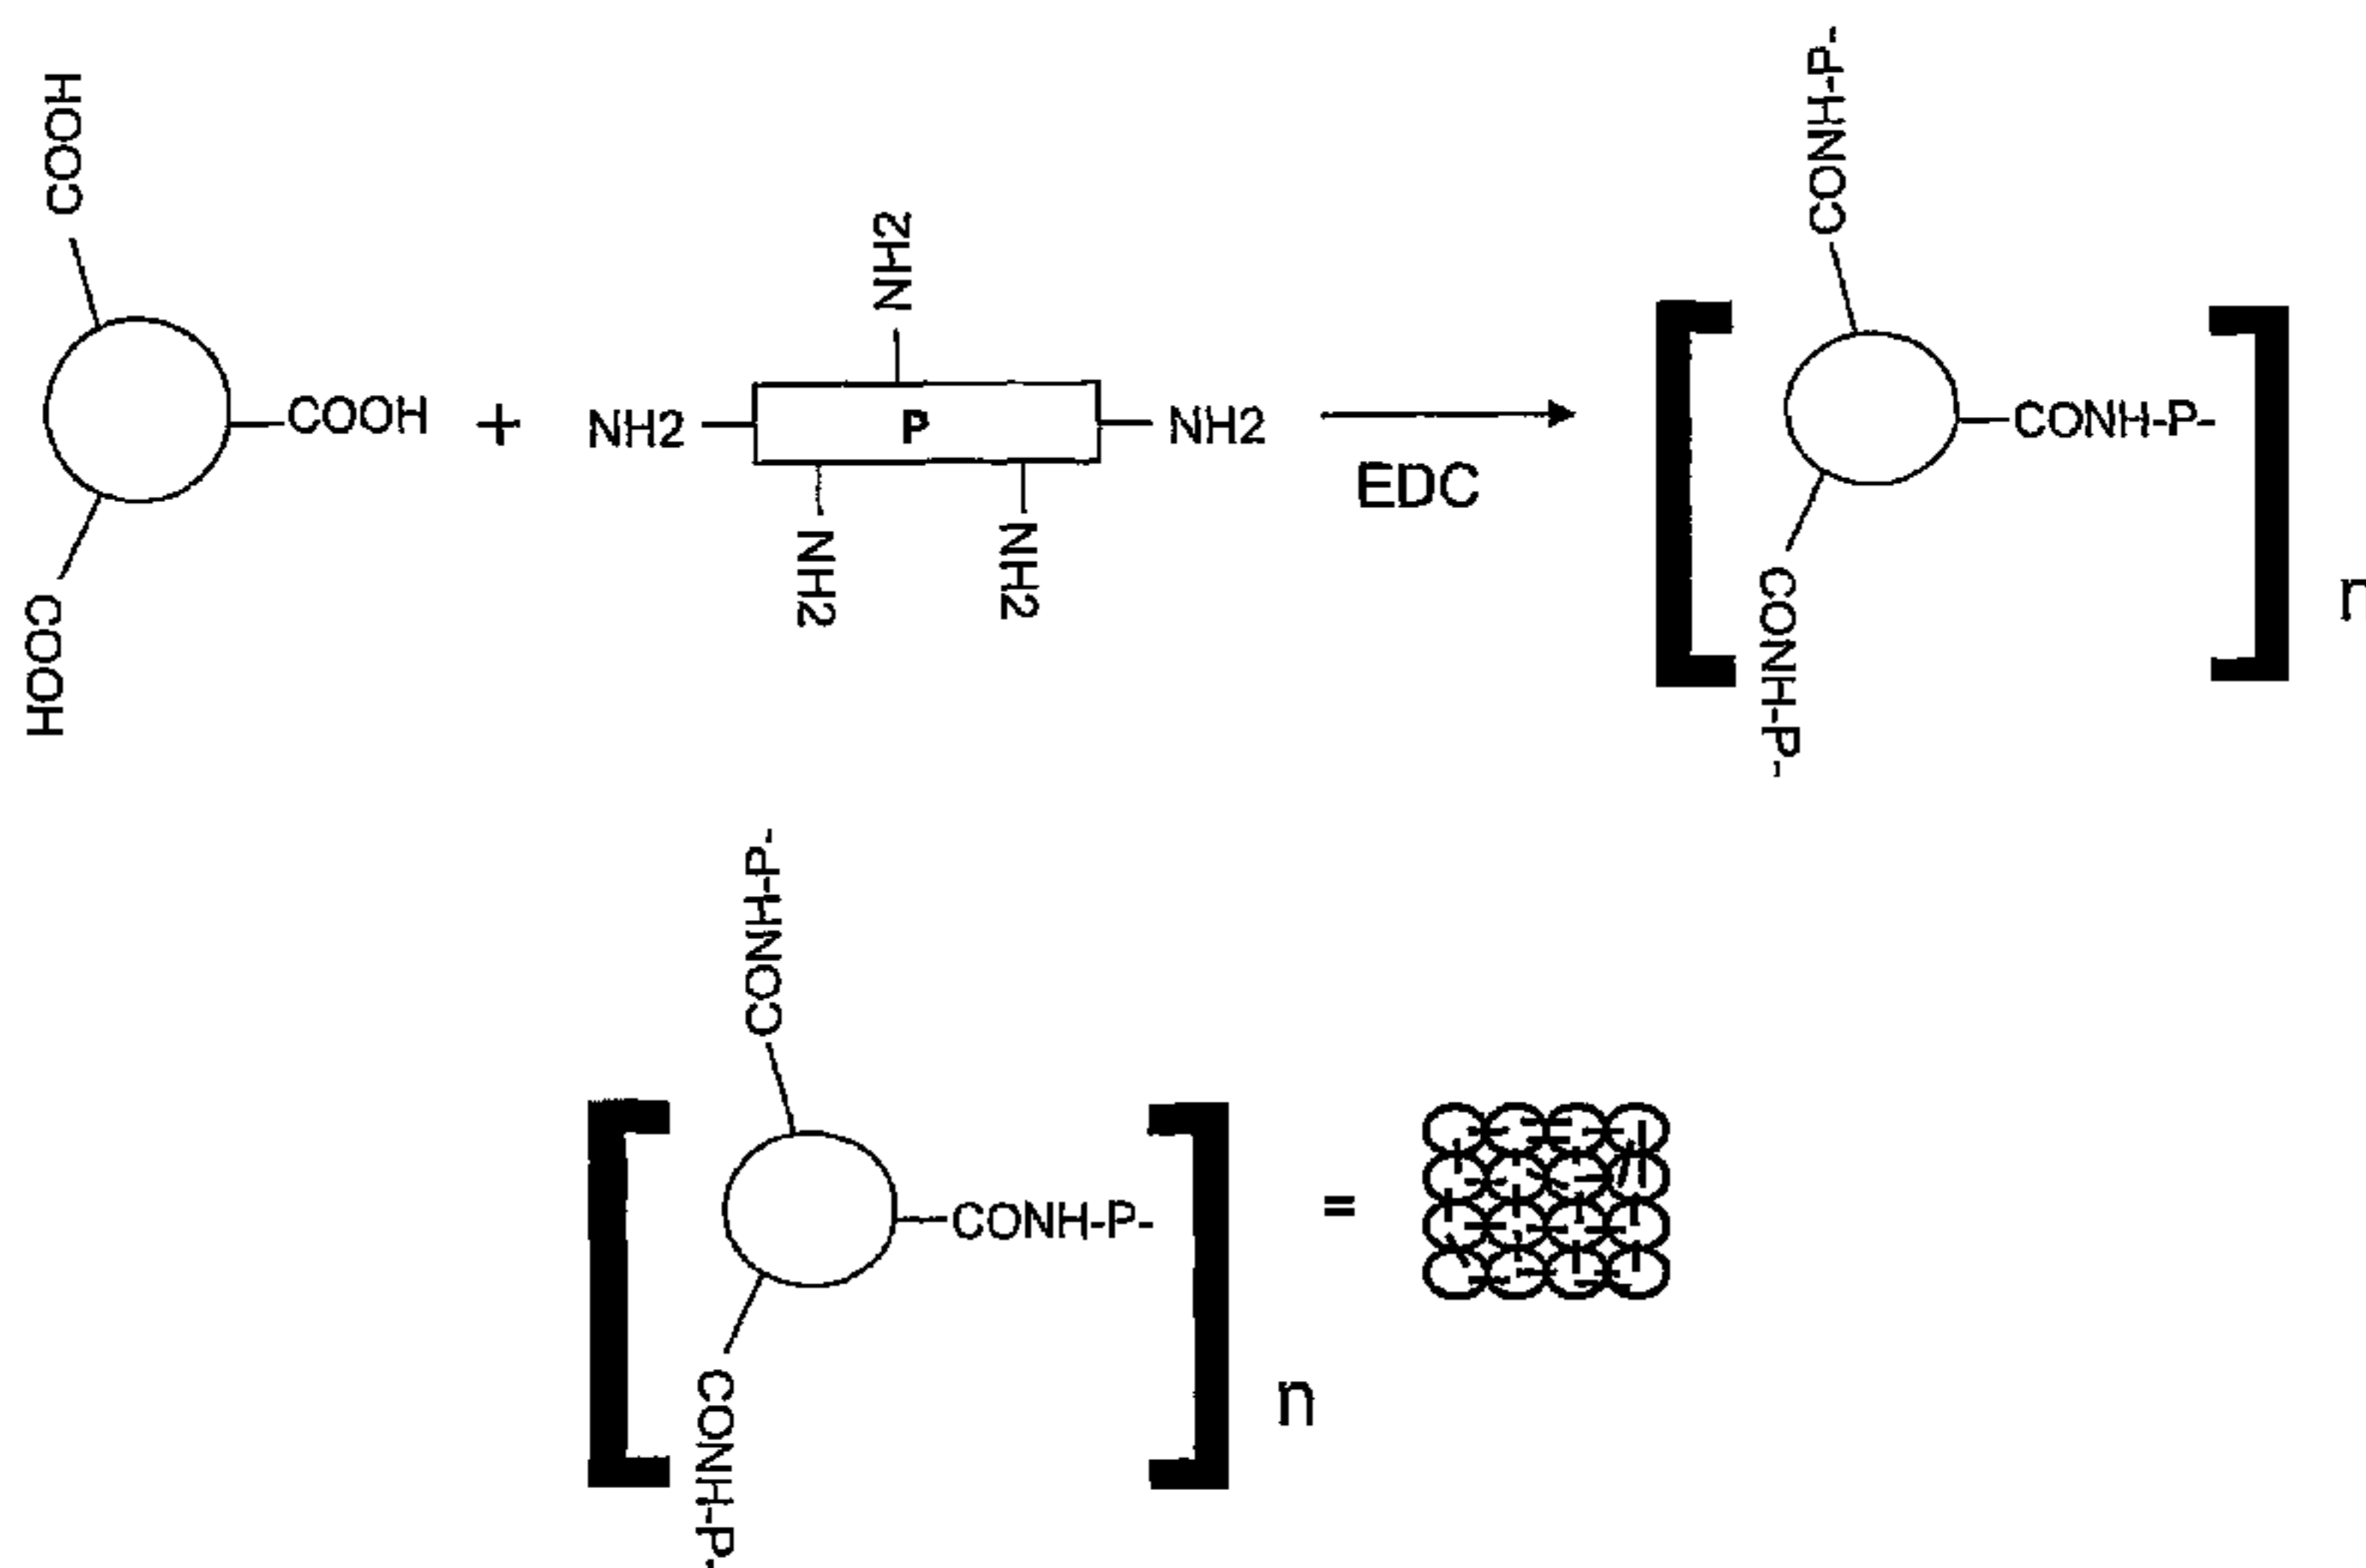 COOH
COOH
COOH
+
NH2
NH2
P
NH2
NH2
NH2
EDC
CONH-P-
CONH-P-
CONH-P-
n
CONH-P-
CONH-P-
CONH-P-
n
=